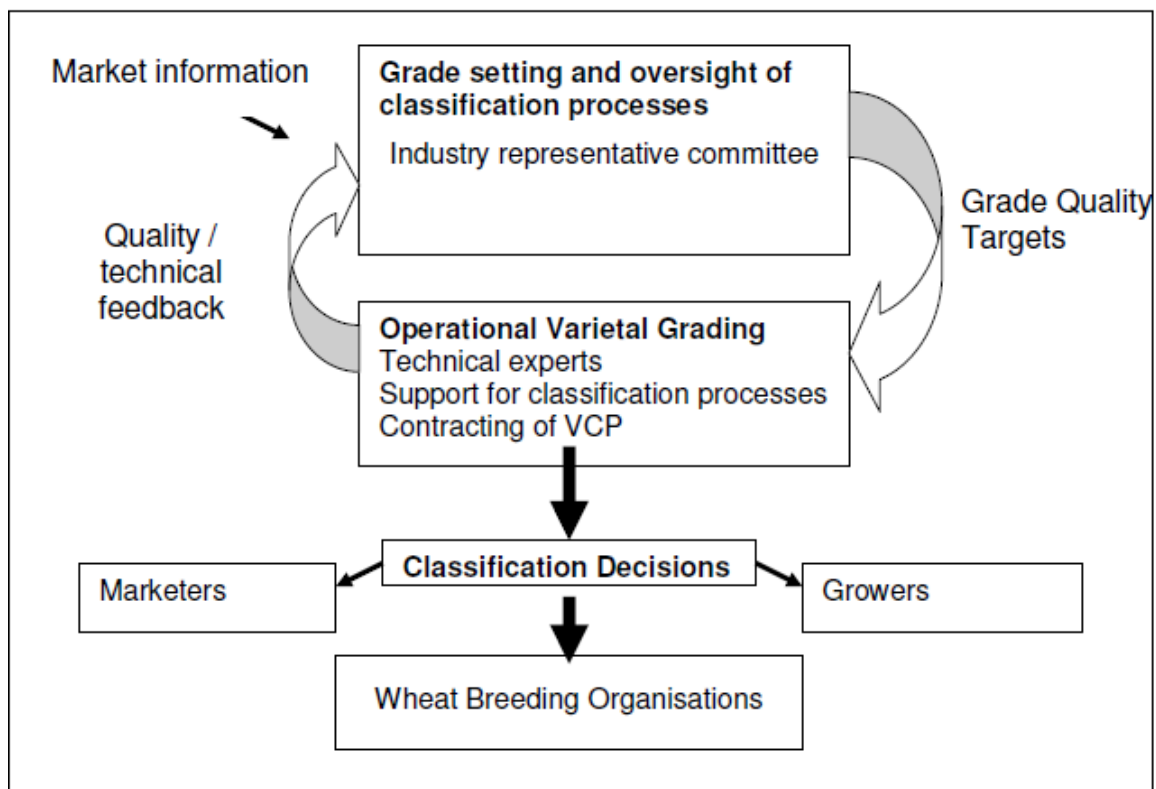 Market information
Grade setting and oversight of
classification processes
Industry representative committee
Quality /
technical
feedback
Grade Quality
Targets
Operational Varietal Grading
Technical experts
Support for classification processes
Contracting of VCP
Classification Decisions
Marketers
Growers
Wheat Breeding Organisations